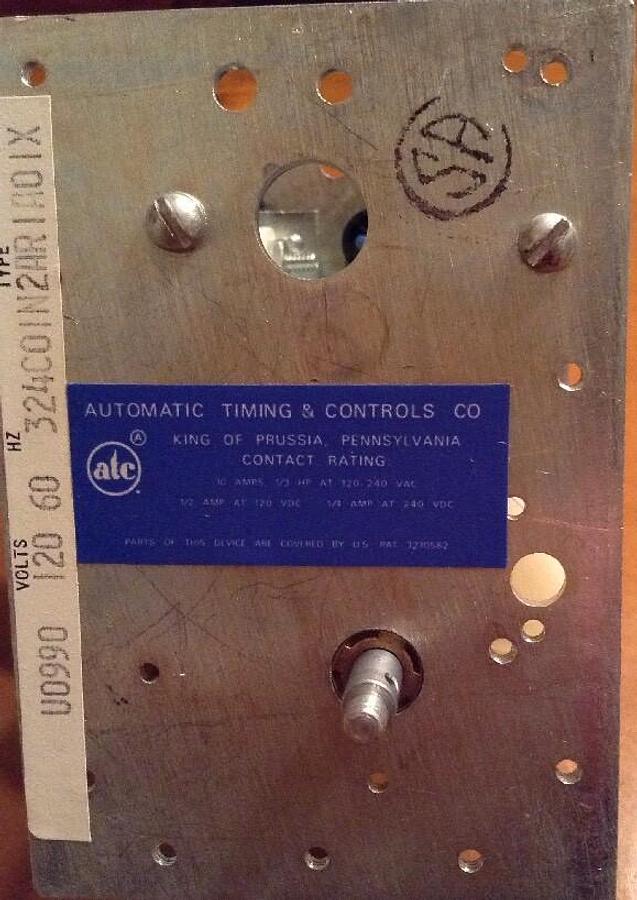 AUTOMATIC TIMING & CONTROLS CO
KING OF PRUSSIA, PENNSYLVANIA
CONTACT RATING
10 AMPS, 1/3 HP AT 120-240 VAC
1/2 AMP AT 120 VDC 1/4 AMP AT 240 VDC
PARTS OF THIS DEVICE ARE COVERED BY U.S. PAT. 3210582
A
atc
TYPE
324C01N2HR1A01X
HZ
60
VOLTS
120
U0990